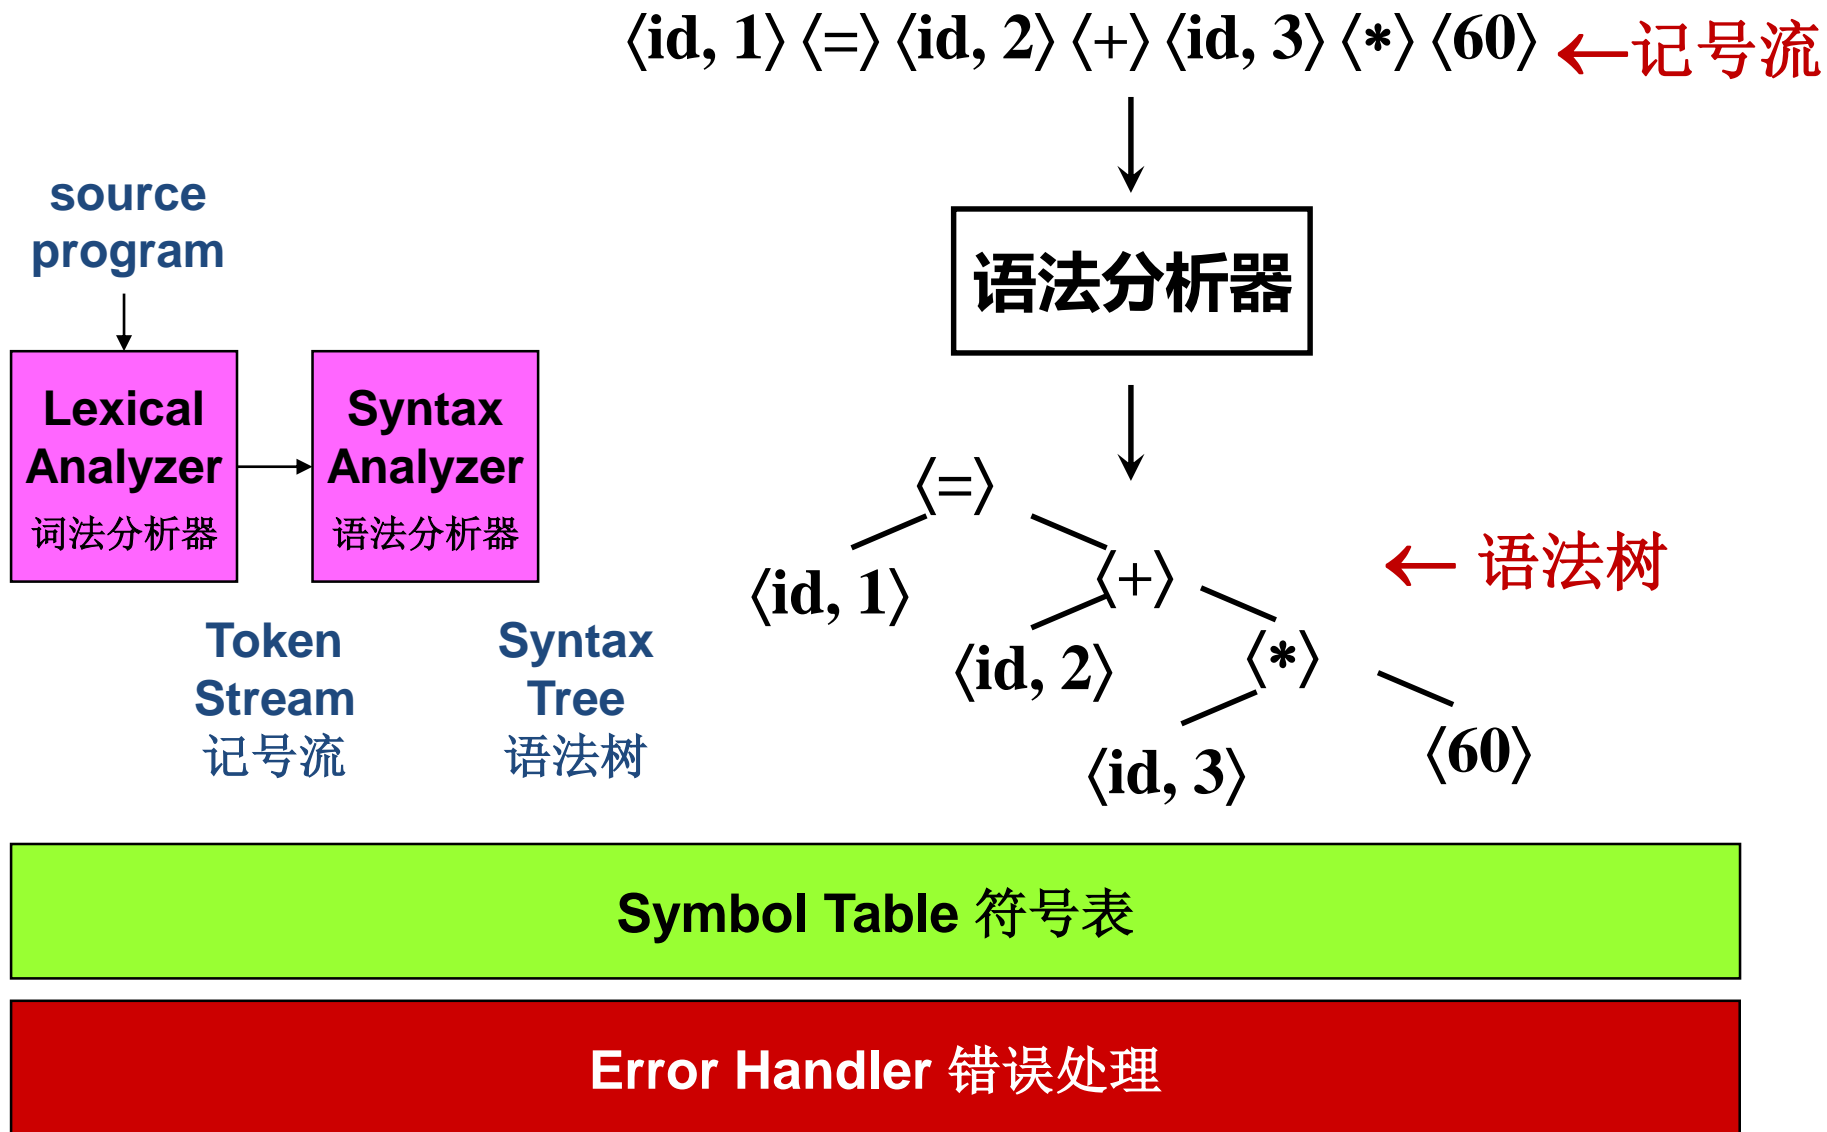 ⟨id, 1⟩ ⟨=⟩ ⟨id, 2⟩ ⟨+⟩ ⟨id, 3⟩ ⟨*⟩ ⟨60⟩ ←记号流
source
program
语法分析器
Lexical
Analyzer
词法分析器
Syntax
Analyzer
语法分析器
⟨=⟩
⟨id, 1⟩
⟨+⟩
← 语法树
⟨id, 2⟩
⟨*⟩
⟨id, 3⟩
⟨60⟩
Token
Stream
记号流
Syntax
Tree
语法树
Symbol Table 符号表
Error Handler 错误处理